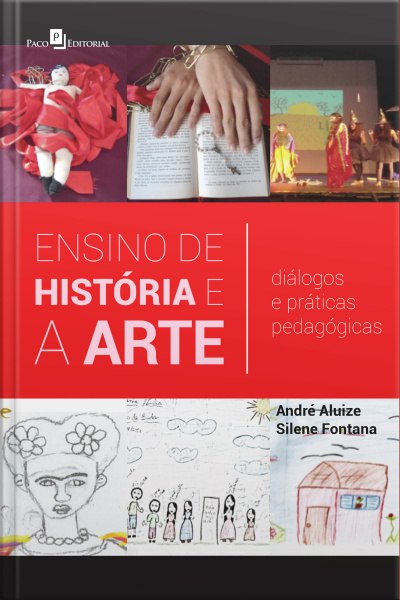 PACO EDITORIAL
ENSINO DE
HISTÓRIA E
A ARTE
diálogos
e práticas
pedagógicas
André Aluize
Silene Fontana